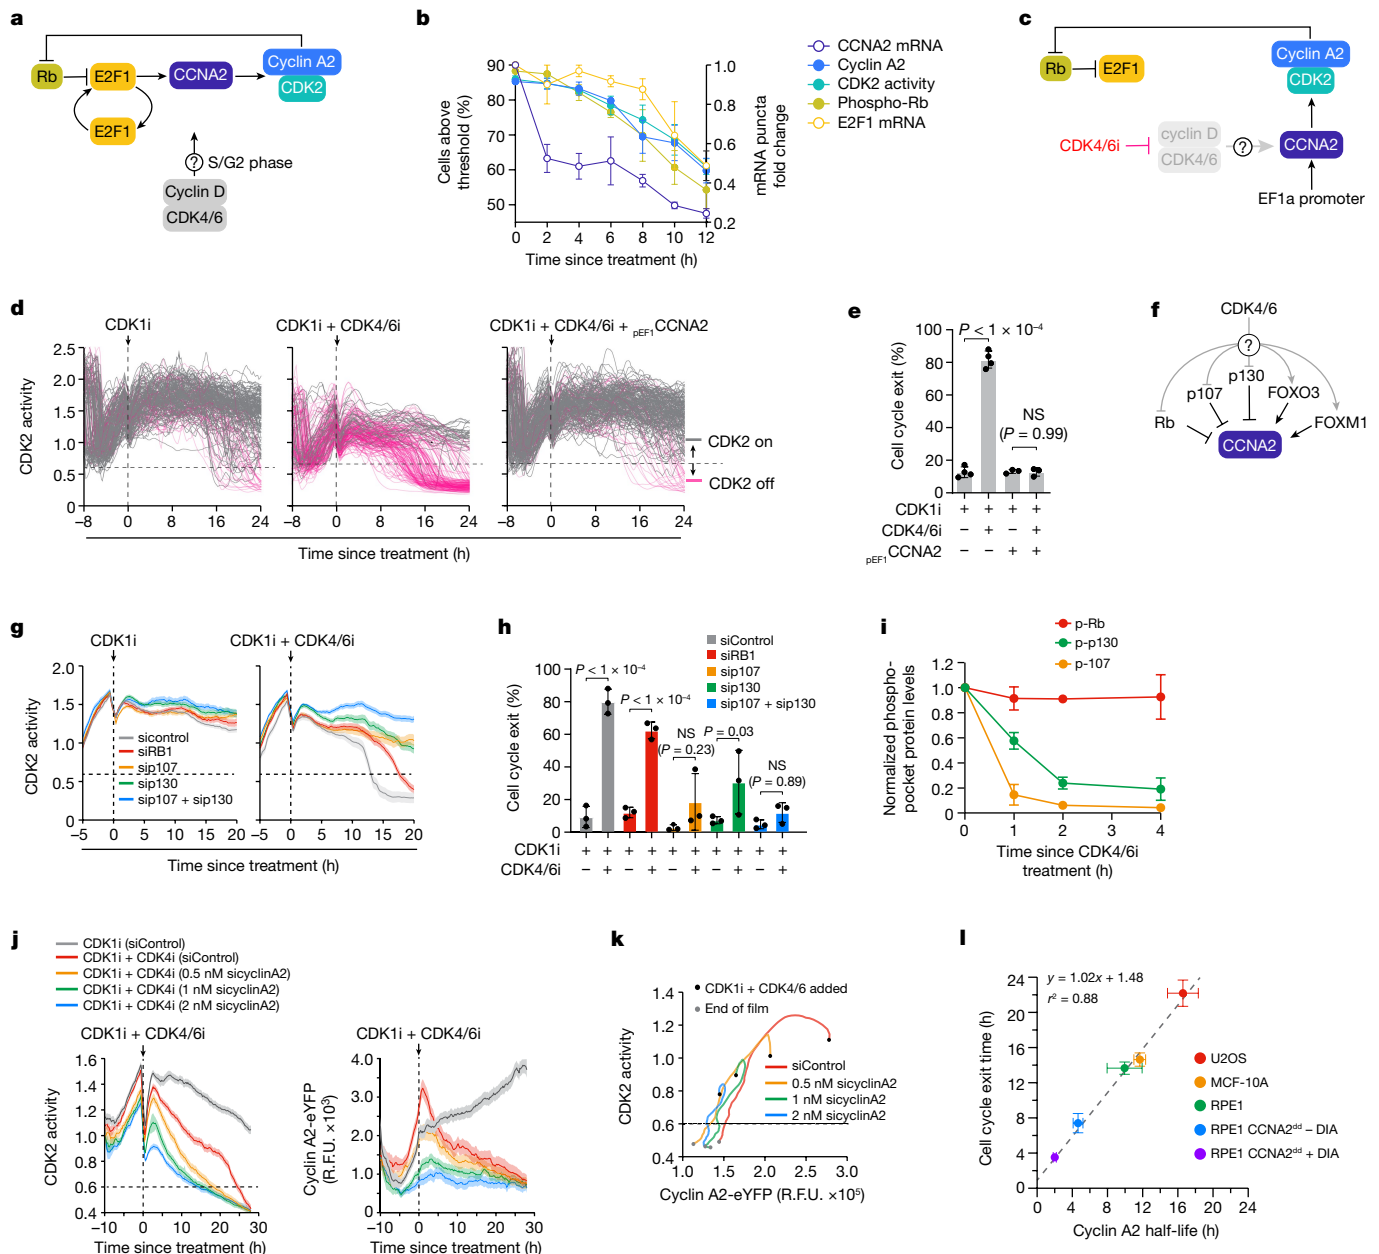 a
Rb
E2F1
CCNA2
Cyclin A2
CDK2
E2F1
?
S/G2 phase
Cyclin D
CDK4/6
b
CCNA2 mRNA
Cyclin A2
CDK2 activity
Phospho-Rb
E2F1 mRNA
Cells above
threshold (%)
90
80
70
60
50
1.0
0.8
0.6
0.4
0.2
mRNA puncta
fold change
0 2 4 6 8 10 12
Time since treatment (h)
c
Cyclin A2
CDK2
Rb
E2F1
CDK4/6i
cyclin D
CDK4/6
?
CCNA2
EF1a promoter
d
CDK1i
CDK1i + CDK4/6i
CDK1i + CDK4/6i + pEF1CCNA2
CDK2 activity
2.5
2.0
1.5
1.0
0.5
0
CDK2 on
CDK2 off
–8 0 8 16 24
–8 0 8 16 24
–8 0 8 16 24
Time since treatment (h)
e
Cell cycle exit (%)
100
80
60
40
20
0
P < 1 × 10⁻⁴
NS
(P = 0.99)
CDK1i + + + +
CDK4/6i – + – +
pEF1CCNA2 – – + +
f
CDK4/6
?
p130
p107
FOXO3
Rb
FOXM1
CCNA2
g
CDK1i
CDK1i + CDK4/6i
CDK2 activity
2.0
1.5
1.0
0.5
0
sicontrol
siRB1
sip107
sip130
sip107 + sip130
–5 0 5 10 15 20
–5 0 5 10 15 20
Time since treatment (h)
h
siControl
siRB1
sip107
sip130
sip107 + sip130
Cell cycle exit (%)
100
80
60
40
20
0
P < 1 × 10⁻⁴
P < 1 × 10⁻⁴
NS
(P = 0.23)
P = 0.03
NS
(P = 0.89)
CDK1i + + + + + + + + + +
CDK4/6i – + – + – + – + – +
i
p-Rb
p-p130
p-107
Normalized phospho-
pocket protein levels
1.2
1.0
0.8
0.6
0.4
0.2
0
0 1 2 4
Time since CDK4/6i
treatment (h)
j
CDK1i (siControl)
CDK1i + CDK4i (siControl)
CDK1i + CDK4i (0.5 nM sicyclinA2)
CDK1i + CDK4i (1 nM sicyclinA2)
CDK1i + CDK4i (2 nM sicyclinA2)
CDK1i + CDK4/6i
CDK2 activity
1.6
1.4
1.2
1.0
0.8
0.6
0.4
–10 0 10 20 30
Time since treatment (h)
CDK1i + CDK4/6i
Cyclin A2-eYFP
(R.F.U. ×10³)
4.0
3.0
2.0
1.0
0
–10 0 10 20 30
Time since treatment (h)
k
CDK1i + CDK4/6 added
End of film
CDK2 activity
1.4
1.2
1.0
0.8
0.6
0.4
siControl
0.5 nM sicyclinA2
1 nM sicyclinA2
2 nM sicyclinA2
1.0 1.5 2.0 2.5 3.0
Cyclin A2-eYFP (R.F.U. ×10⁵)
l
y = 1.02x + 1.48
r² = 0.88
Cell cycle exit time (h)
24
20
16
12
8
4
0
U2OS
MCF-10A
RPE1
RPE1 CCNA2ᵈᵈ – DIA
RPE1 CCNA2ᵈᵈ + DIA
0 4 8 12 16 20 24
Cyclin A2 half-life (h)